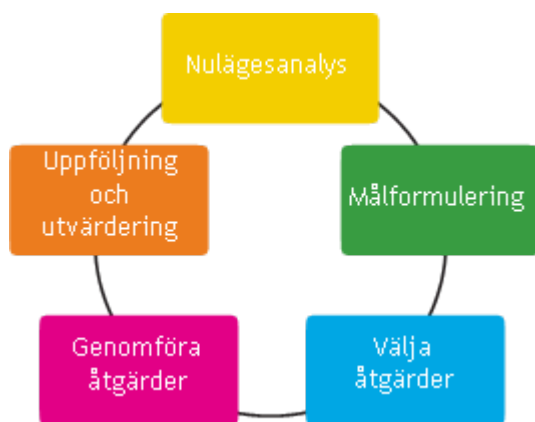 Nulägesanalys
Målformulering
Välja
åtgärder
Genomföra
åtgärder
Uppföljning
och
utvärdering